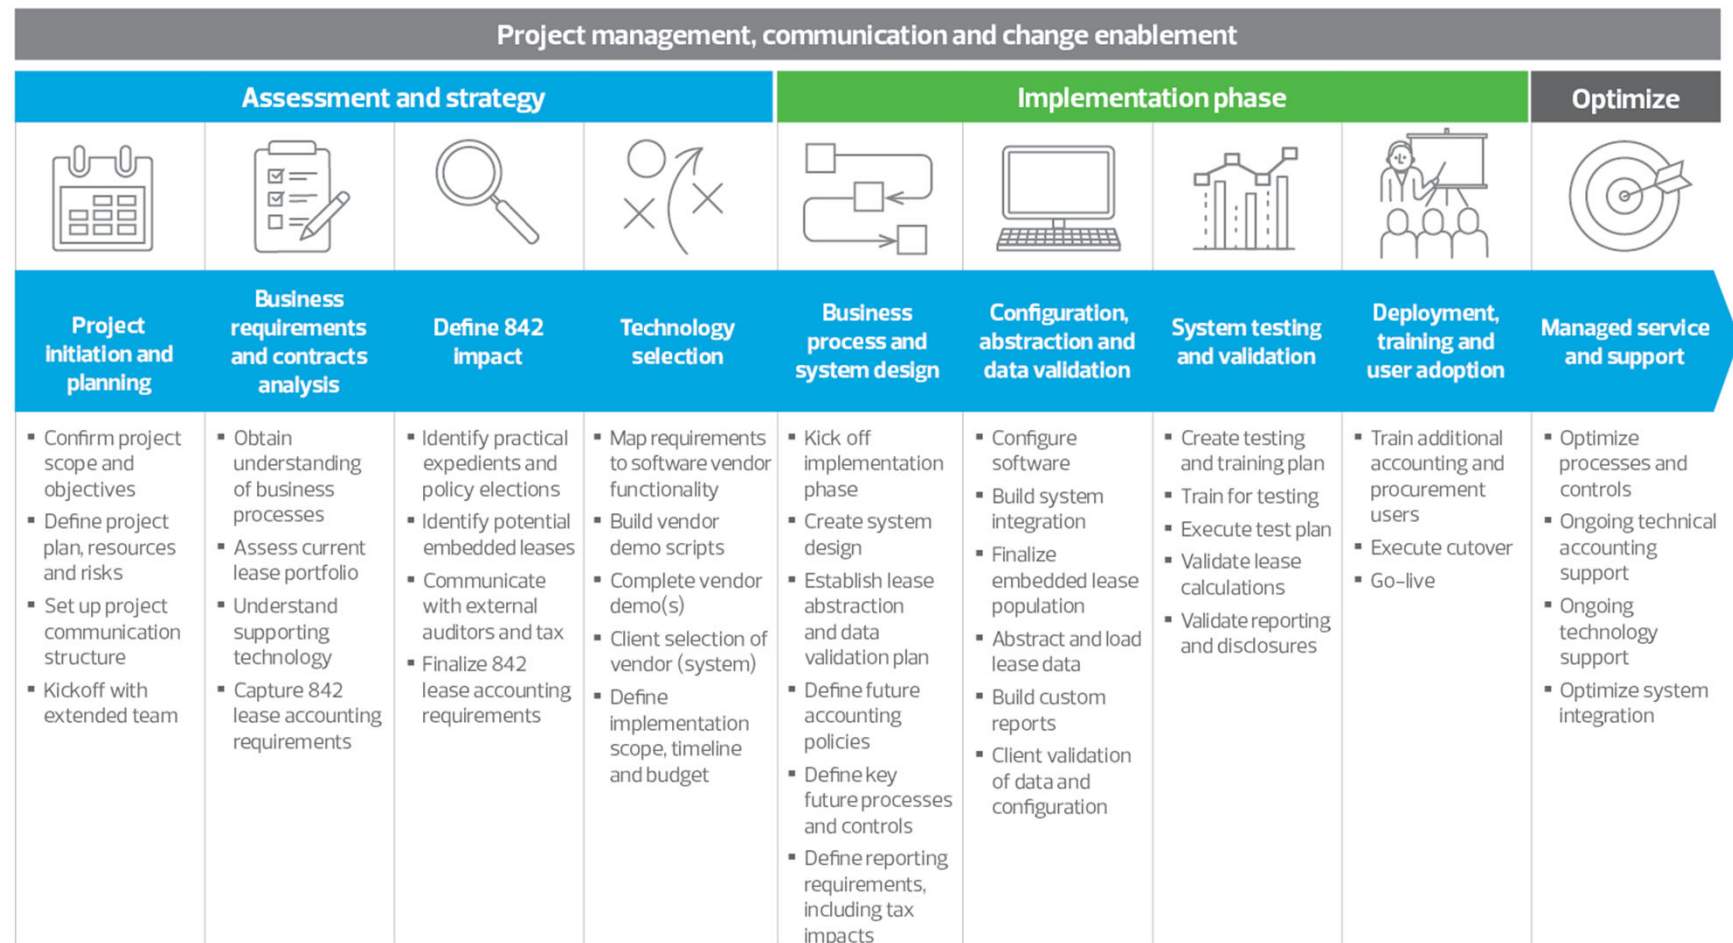 Project management, communication and change enablement
Assessment and strategy
Implementation phase
Optimize
Project
initiation and
planning
Business
requirements
and contracts
analysis
Define 842
impact
Technology
selection
Business
process and
system design
Configuration,
abstraction and
data validation
System testing
and validation
Deployment,
training and
user adoption
Managed service
and support
▪ Confirm project
scope and
objectives
▪ Define project
plan, resources
and risks
▪ Set up project
communication
structure
▪ Kickoff with
extended team
▪ Obtain
understanding
of business
processes
▪ Assess current
lease portfolio
▪ Understand
supporting
technology
▪ Capture 842
lease accounting
requirements
▪ Identify practical
expedients and
policy elections
▪ Identify potential
embedded leases
▪ Communicate
with external
auditors and tax
▪ Finalize 842
lease accounting
requirements
▪ Map requirements
to software vendor
functionality
▪ Build vendor
demo scripts
▪ Complete vendor
demo(s)
▪ Client selection of
vendor (system)
▪ Define
implementation
scope, timeline
and budget
▪ Kick off
implementation
phase
▪ Create system
design
▪ Establish lease
abstraction
and data
validation plan
▪ Define future
accounting
policies
▪ Define key
future processes
and controls
▪ Define reporting
requirements,
including tax
impacts
▪ Configure
software
▪ Build system
integration
▪ Finalize
embedded lease
population
▪ Abstract and load
lease data
▪ Build custom
reports
▪ Client validation
of data and
configuration
▪ Create testing
and training plan
▪ Train for testing
▪ Execute test plan
▪ Validate lease
calculations
▪ Validate reporting
and disclosures
▪ Train additional
accounting and
procurement
users
▪ Execute cutover
▪ Go-live
▪ Optimize
processes and
controls
▪ Ongoing technical
accounting
support
▪ Ongoing
technology
support
▪ Optimize system
integration